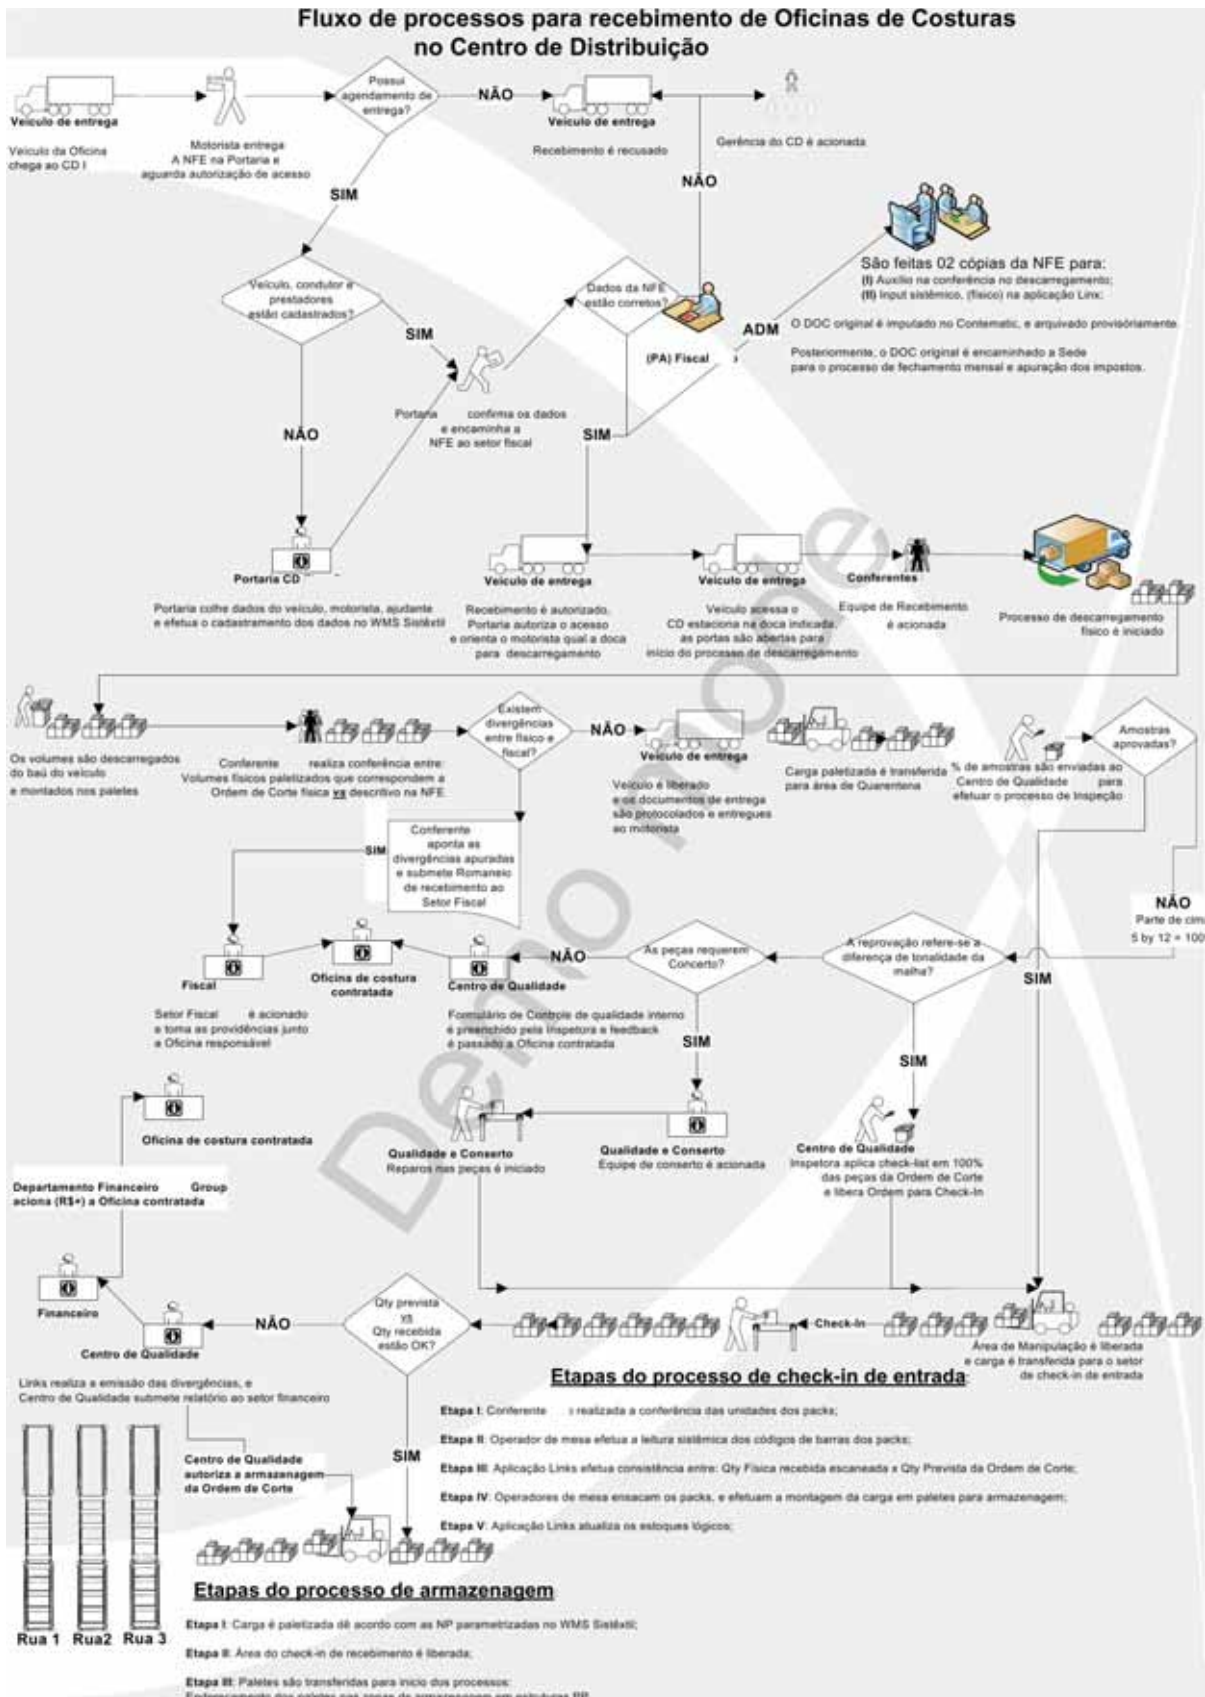 Fluxo de processos para recebimento de Oficinas de Costuras
no Centro de Distribuição
Veículo de entrega
Veículo da Oficina
chega ao CD I
Motorista entrega
A NFE na Portaria e
aguarda autorização de acesso
Possui
agendamento de
entrega?
NÃO
Veículo de entrega
Recebimento é recusado
Gerência do CD é acionada
SIM
NÃO
Veículo, condutor e
prestadores
estão cadastrados?
SIM
Dados da NFE
estão corretos?
(PA) Fiscal
ADM
São feitas 02 cópias da NFE para:
(I) Auxílio na conferência no descarregamento;
(II) Input sistêmico, (físico) na aplicação Linx;
O DOC original é imputado no Contematic, e arquivado provisóriamente
Posteriormente, o DOC original é encaminhado a Sede
para o processo de fechamento mensal e apuração dos impostos.
Portaria confirma os dados
e encaminha a
NFE ao setor fiscal
NÃO
SIM
Portaria CD
Portaria colhe dados do veículo, motorista, ajudante
e efetua o cadastramento dos dados no WMS Sistêxtil
Veículo de entrega
Recebimento é autorizado,
Portaria autoriza o acesso
e orienta o motorista qual a doca
para descarregamento
Veículo de entrega
Veículo acessa o
CD estaciona na doca indicada,
as portas são abertas para
início do processo de descarregamento
Conferentes
Equipe de Recebimento
é acionada
Processo de descarregamento
físico é iniciado
Os volumes são descarregados
do baú do veículo
e montados nos paletes
Conferente realiza conferência entre:
Volumes físicos paletizados que correspondem a
Ordem de Corte física vs descritivo na NFE
Existem
divergências
entre físico e
fiscal?
NÃO
Veículo de entrega
Veículo é liberado
e os documentos de entrega
são protocolados e entregues
ao motorista
Carga paletizada é transferida
para área de Quarentena
% de amostras são enviadas ao
Centro de Qualidade para
efetuar o processo de Inspeção
Amostras
aprovadas?
SIM
Conferente
aponta as
divergências apuradas
e submete Romaneio
de recebimento ao
Setor Fiscal
NÃO
Parte de cima
5 by 12 = 100
Fiscal
Setor Fiscal é acionado
e toma as providências junto
a Oficina responsável
Oficina de costura
contratada
Centro de Qualidade
Formulário de Controle de qualidade interno
é preenchido pela Inspetora e feedback
é passado a Oficina contratada
NÃO
As peças requerem
Concerto?
A reprovação refere-se a
diferença de tonalidade da
malha?
SIM
SIM
SIM
Oficina de costura contratada
Qualidade e Conserto
Reparos nas peças é iniciado
Qualidade e Conserto
Equipe de conserto é acionada
Centro de Qualidade
Inspetora aplica check-list em 100%
das peças da Ordem de Corte
e libera Ordem para Check-In
Departamento Financeiro Group
aciona (R$+) a Oficina contratada
Financeiro
Centro de Qualidade
NÃO
Qty prevista
vs
Qty recebida
estão OK?
Check-In
Área de Manipulação é liberada
e carga é transferida para o setor
de check-in de entrada
Links realiza a emissão das divergências, e
Centro de Qualidade submete relatório ao setor financeiro
Etapas do processo de check-in de entrada:
Etapa I: Conferente realizada a conferência das unidades dos packs;
Etapa II: Operador de mesa efetua a leitura sistêmica dos códigos de barras dos packs;
Etapa III: Aplicação Links efetua consistência entre: Qty Física recebida escaneada x Qty Prevista da Ordem de Corte;
Etapa IV: Operadores de mesa ensacam os packs, e efetuam a montagem da carga em paletes para armazenagem;
Etapa V: Aplicação Links atualiza os estoques lógicos;
SIM
Centro de Qualidade
autoriza a armazenagem
da Ordem de Corte
Rua 1 Rua2 Rua 3
Etapas do processo de armazenagem
Etapa I: Carga é paletizada dê acordo com as NP parametrizadas no WMS Sistêxtil;
Etapa II: Área do check-in de recebimento é liberada;
Etapa III: Paletes são transferidas para início dos processos:
Endereçamento dos paletes nas zonas de armazenagem em estruturas PP
Demo mode